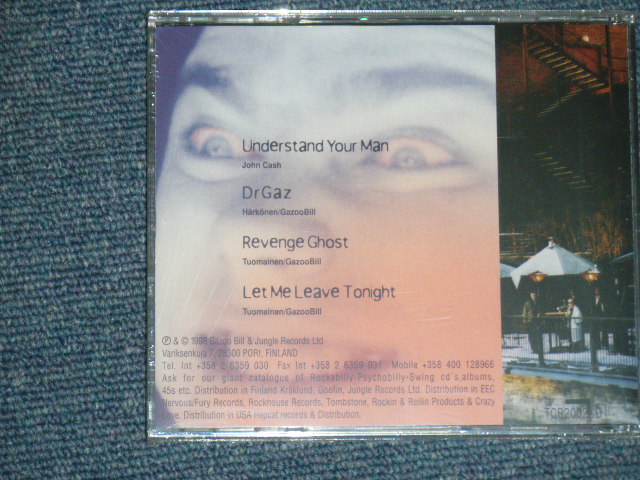 Understand Your Man
John Cash
Dr Gaz
Härkönen/GazooBill
Revenge Ghost
Tuomainen/GazooBill
Let Me Leave Tonight
Tuomainen/GazooBill
℗ & © 1998 Gazoo Bill & Jungle Records Ltd
Variksenkuja 7, 28300 PORI, FINLAND
Tel. Int +358 2 6359 030 Fax Int +358 2 6359 031 Mobile +358 400 128966
Ask for our giant catalogue of Rockabilly-Psychobilly-Swing cd's,albums,
45s etc. Distribution in Finland Kräklund, Goofin, Jungle Records Ltd. Distribution in EEC
Nervous/Fury Records, Rockhouse Records, Tombstone, Rockin & Rollin Products & Crazy
Distribution in USA Hepcat records & Distribution.